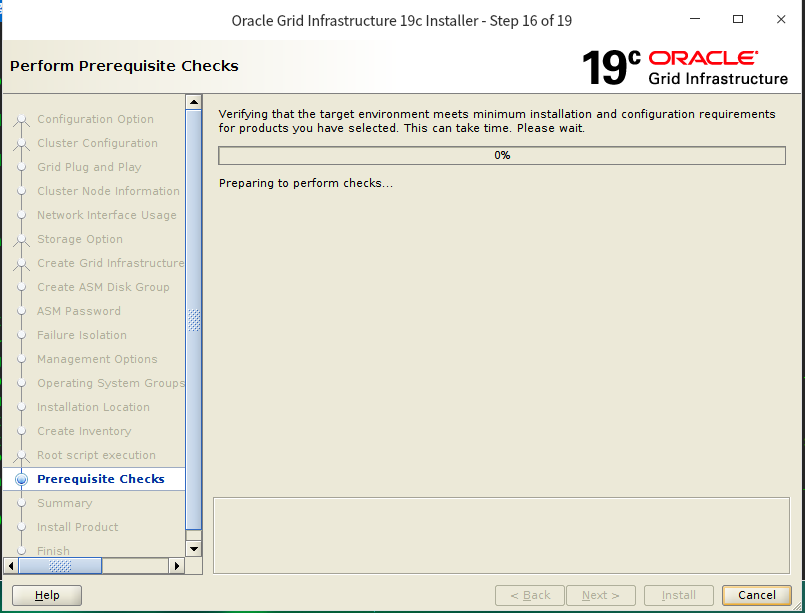 Oracle Grid Infrastructure 19c Installer - Step 16 of 19
Perform Prerequisite Checks
19c ORACLE
Grid Infrastructure
Configuration Option
Cluster Configuration
Grid Plug and Play
Cluster Node Information
Network Interface Usage
Storage Option
Create Grid Infrastructure
Create ASM Disk Group
ASM Password
Failure Isolation
Management Options
Operating System Groups
Installation Location
Create Inventory
Root script execution
Prerequisite Checks
Summary
Install Product
Finish
Verifying that the target environment meets minimum installation and configuration requirements
for products you have selected. This can take time. Please wait.
0%
Preparing to perform checks...
Help
< Back
Next >
Install
Cancel